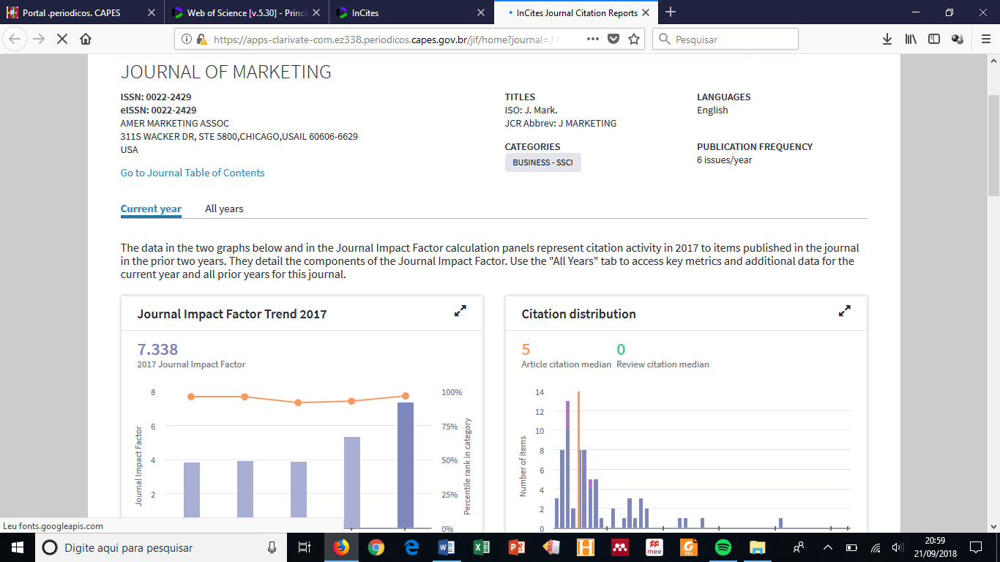 Portal .periodicos. CAPES
Web of Science [v.5.30] - Princi
InCites
InCites Journal Citation Reports
https://apps-clarivate-com.ez338.periodicos.capes.gov.br/jif/home?journal=J M
Pesquisar
JOURNAL OF MARKETING
ISSN: 0022-2429
eISSN: 0022-2429
AMER MARKETING ASSOC
311S WACKER DR, STE 5800,CHICAGO,USAIL 60606-6629
USA
Go to Journal Table of Contents
TITLES
ISO: J. Mark.
JCR Abbrev: J MARKETING
CATEGORIES
BUSINESS - SSCI
LANGUAGES
English
PUBLICATION FREQUENCY
6 issues/year
Current year
All years
The data in the two graphs below and in the Journal Impact Factor calculation panels represent citation activity in 2017 to items published in the journal
in the prior two years. They detail the components of the Journal Impact Factor. Use the "All Years" tab to access key metrics and additional data for the
current year and all prior years for this journal.
Journal Impact Factor Trend 2017
7.338
2017 Journal Impact Factor
8
6
4
2
Journal Impact Factor
100%
75%
50%
25%
0%
Percentile rank in category
Citation distribution
5
Article citation median
0
Review citation median
14
12
10
8
6
4
2
0
Number of items
Leu fonts.googleapis.com
Digite aqui para pesquisar
mee
PDF
20:59
21/09/2018